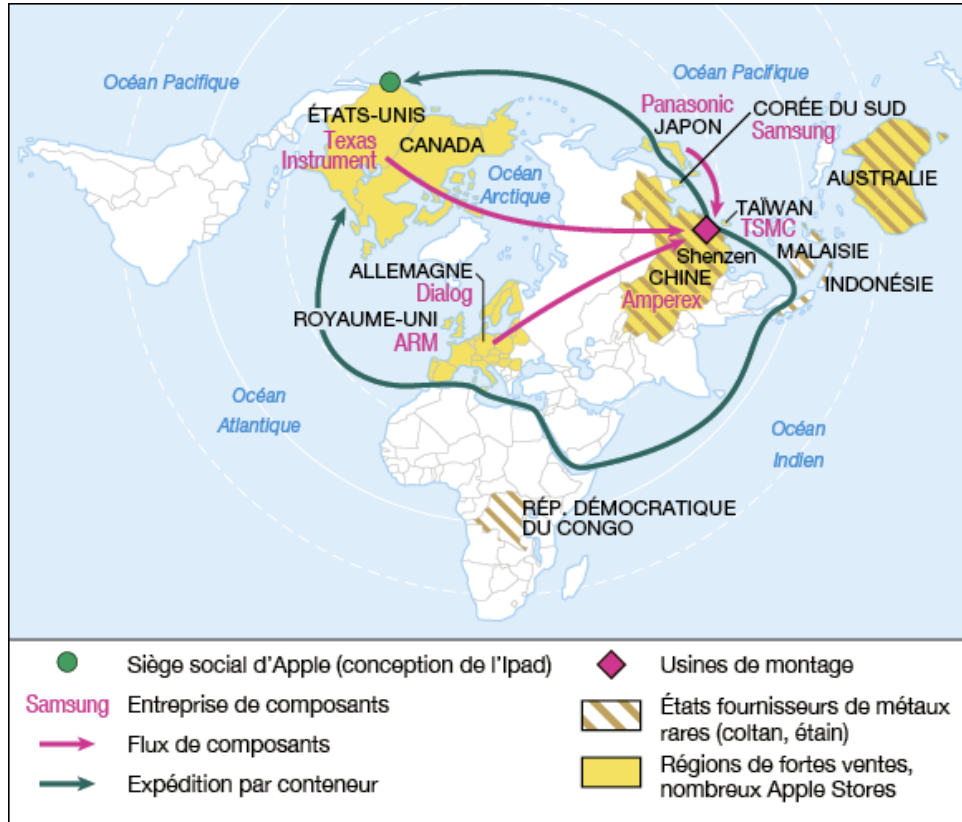 Océan Pacifique
Océan Pacifique
ÉTATS-UNIS
Texas
Instrument
CANADA
Océan
Arctique
Panasonic
JAPON
CORÉE DU SUD
Samsung
AUSTRALIE
TAÏWAN
TSMC
Shenzen
MALAISIE
CHINE
Amperex
INDONÉSIE
ALLEMAGNE
Dialog
ROYAUME-UNI
ARM
Océan
Atlantique
Océan
Indien
RÉP. DÉMOCRATIQUE
DU CONGO
Siège social d'Apple (conception de l'Ipad)
Samsung Entreprise de composants
Flux de composants
Expédition par conteneur
Usines de montage
États fournisseurs de métaux
rares (coltan, étain)
Régions de fortes ventes,
nombreux Apple Stores